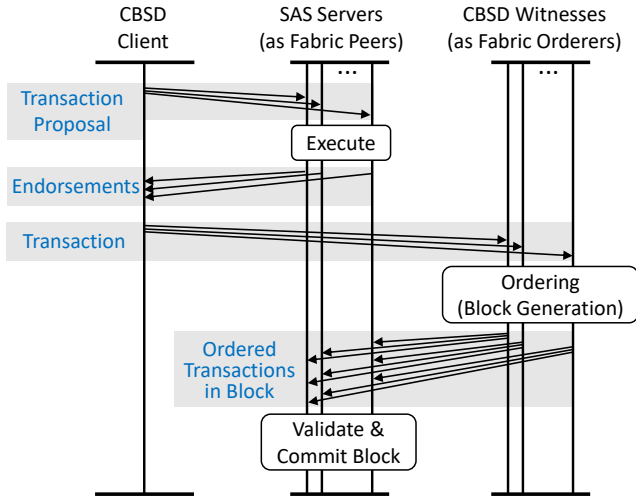 CBSD
Client
SAS Servers
(as Fabric Peers)
CBSD Witnesses
(as Fabric Orderers)
...
...
Transaction
Proposal
Execute
Endorsements
Transaction
Ordering
(Block Generation)
Ordered
Transactions
in Block
Validate &
Commit Block